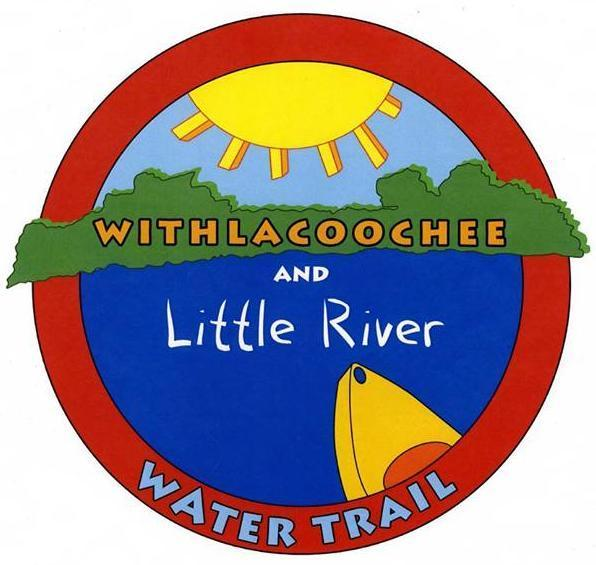 WITHLACOOCHEE
AND
Little River
WATER TRAIL